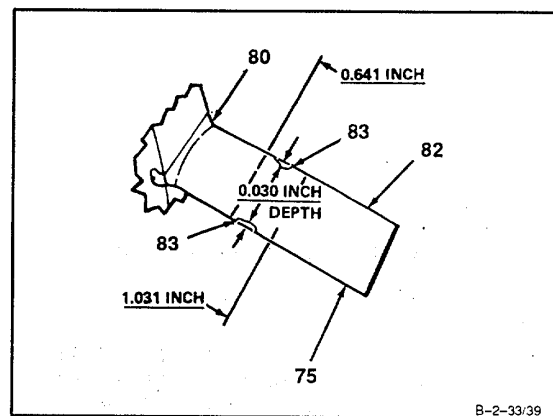 80
0.641 INCH
83
82
0.030 INCH
DEPTH
83
1.031 INCH
75
B-2-33/39